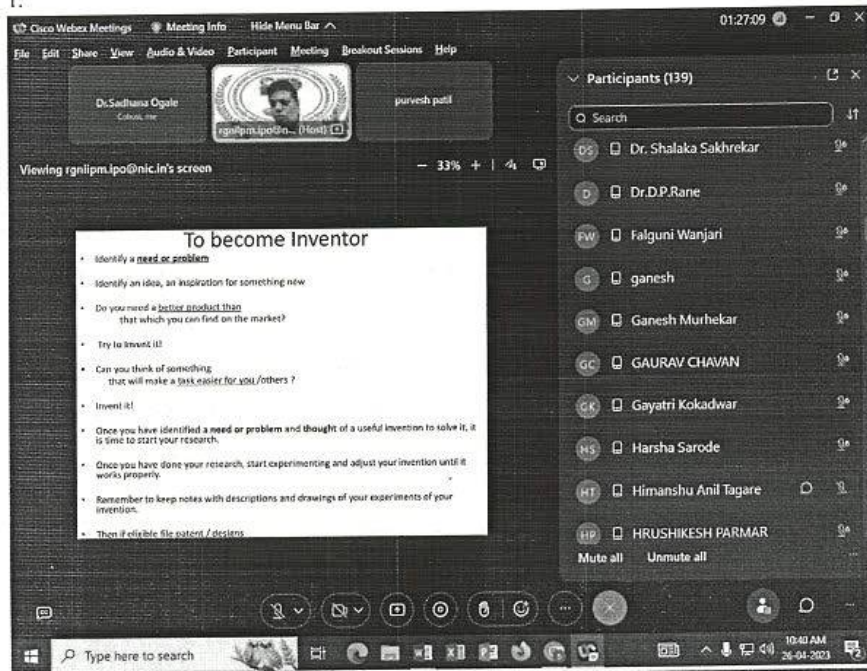 1.
Cisco Webex Meetings Meeting Info Hide Menu Bar 01:27:09
File Edit Share View Audio & Video Participant Meeting Breakout Sessions Help
Dr.Sadhana Ogale
Cohost, me
rgniipm.ipo@n... (Host)
purvesh patil
Viewing rgniipm.ipo@nic.in's screen
33%
To become Inventor
• Identify a need or problem
• Identify an idea, an inspiration for something new
• Do you need a better product than
that which you can find on the market?
• Try to Invent it!
• Can you think of something
that will make a task easier for you /others ?
• Invent it!
• Once you have identified a need or problem and thought of a useful invention to solve it, it
is time to start your research.
• Once you have done your research, start experimenting and adjust your invention until it
works properly.
• Remember to keep notes with descriptions and drawings of your experiments of your
invention.
• Then if eligible file patent / designs
Participants (139)
Search
DS Dr. Shalaka Sakhrekar
D Dr.D.P.Rane
FW Falguni Wanjari
G ganesh
GM Ganesh Murhekar
GC GAURAV CHAVAN
GK Gayatri Kokadwar
HS Harsha Sarode
HT Himanshu Anil Tagare
HP HRUSHIKESH PARMAR
Mute all Unmute all
Type here to search
10:40 AM
26-04-2023